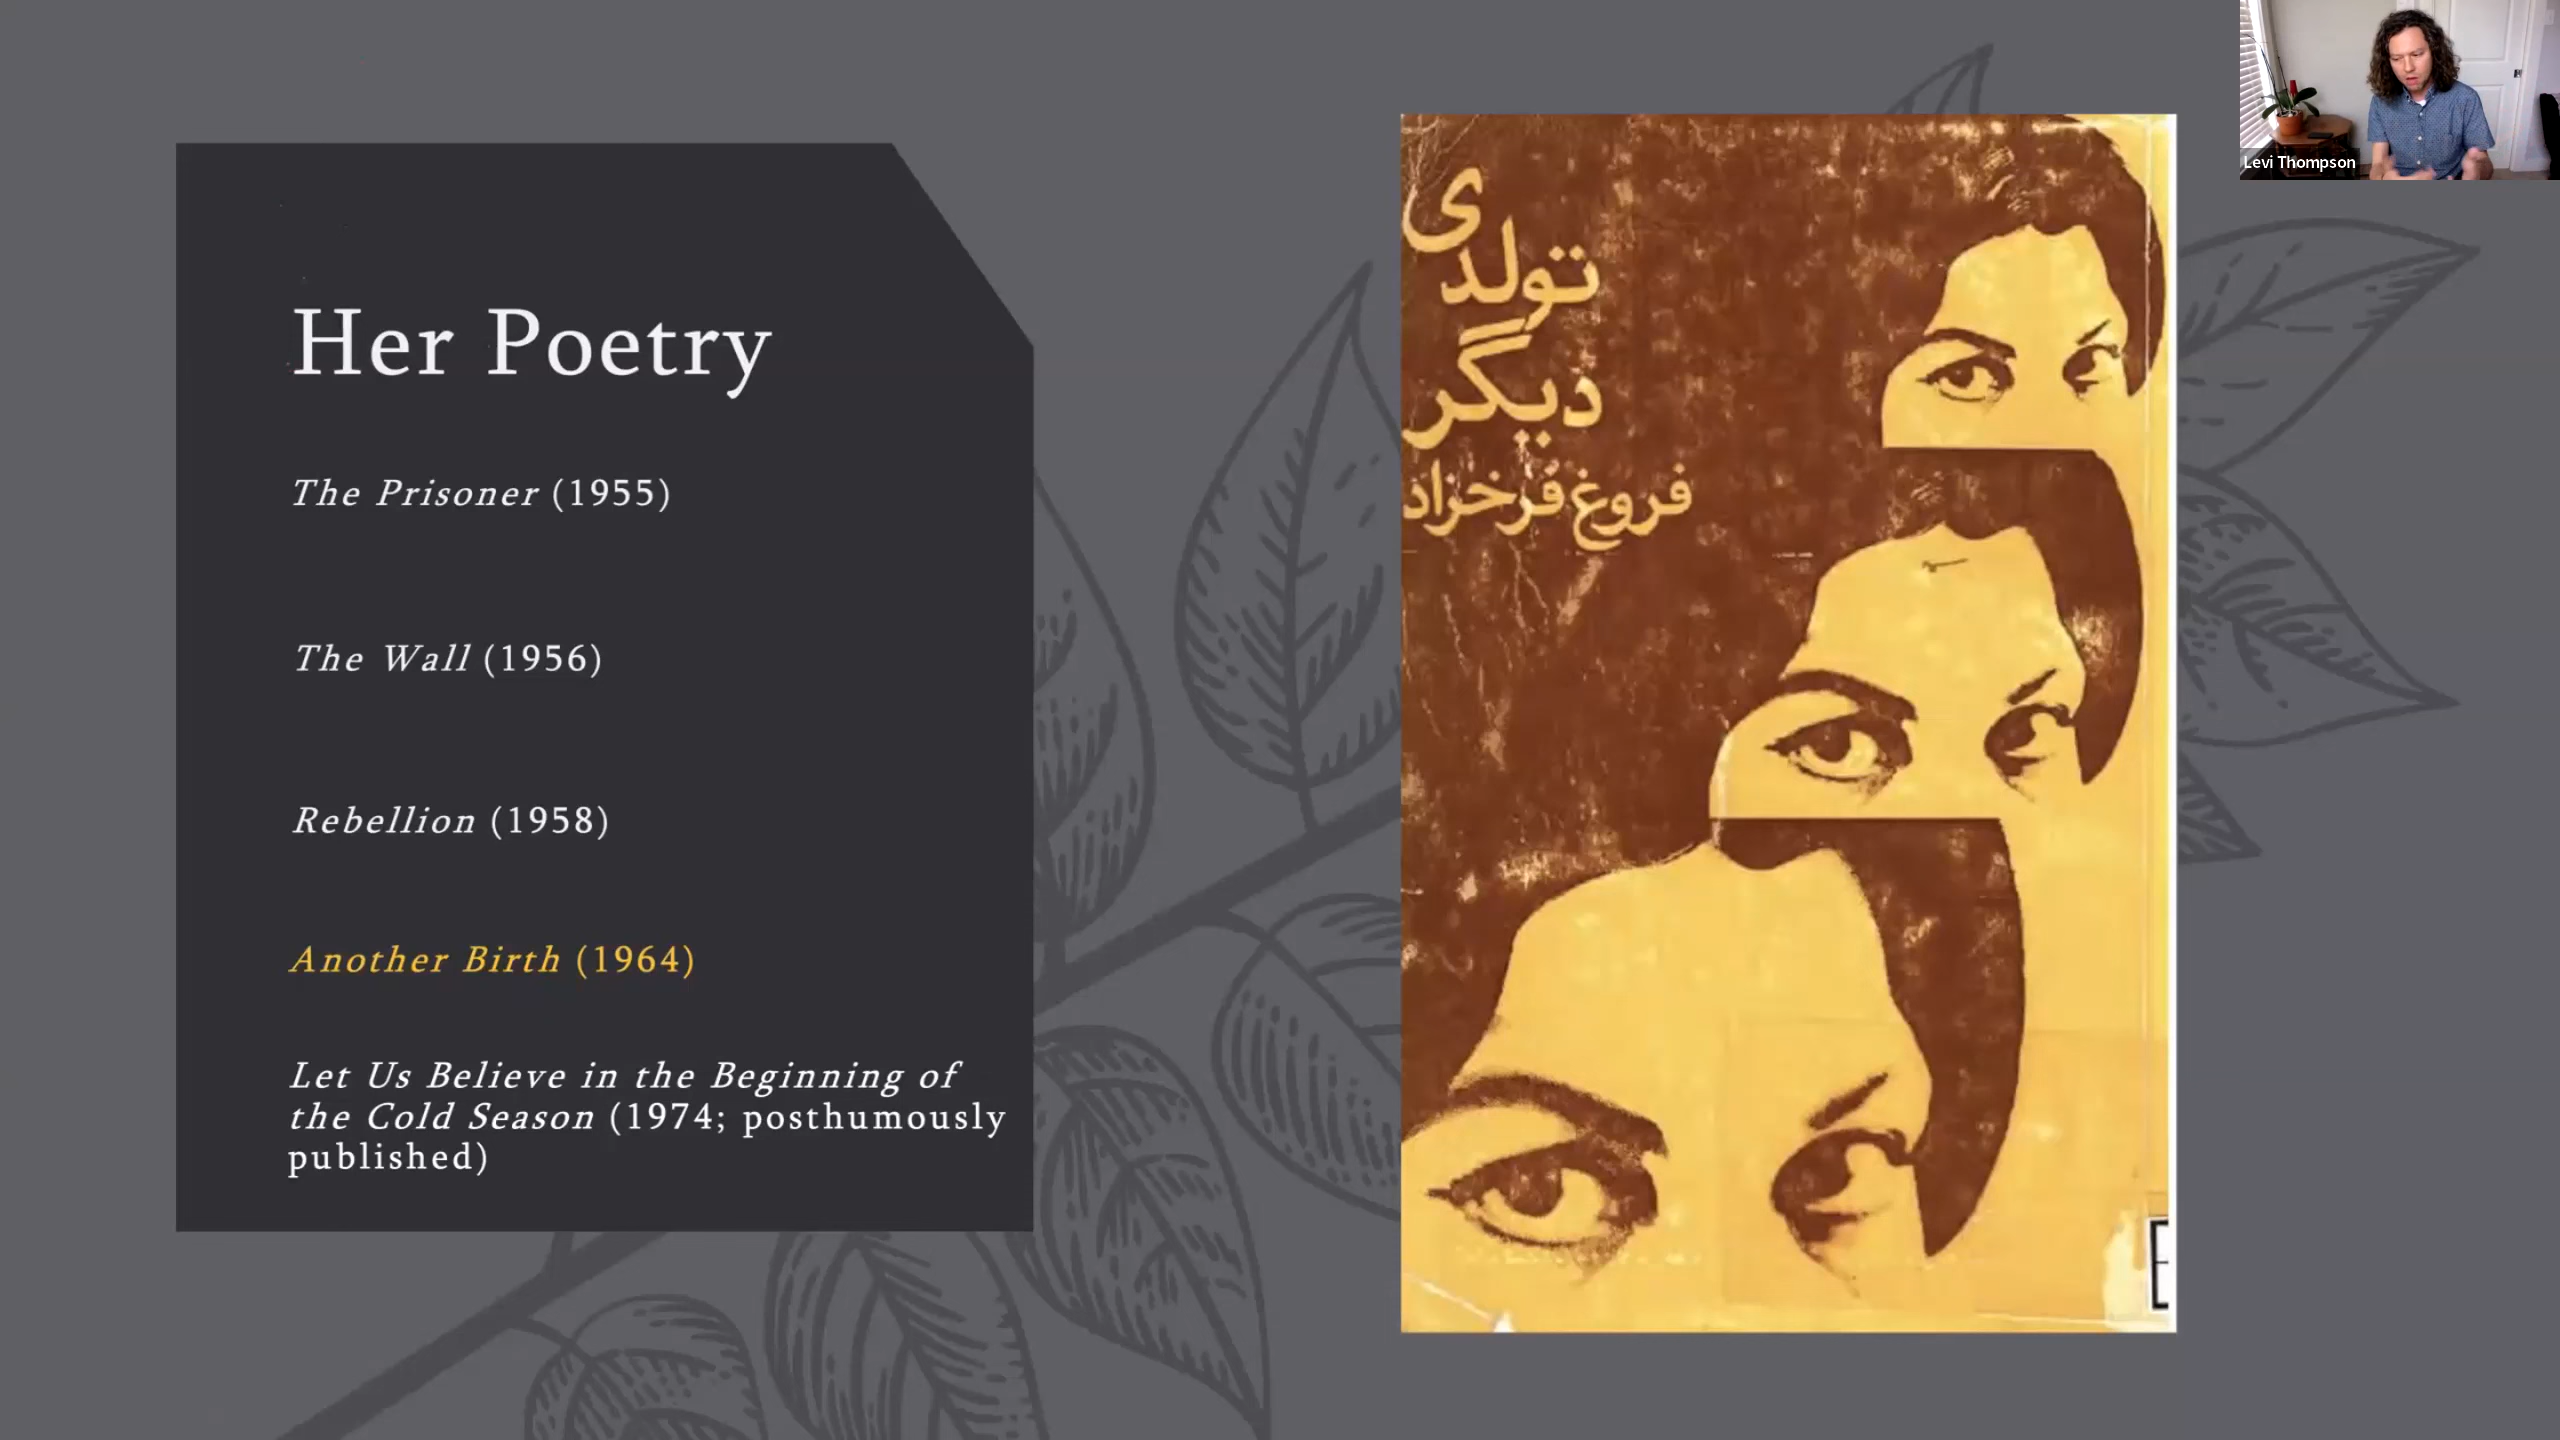 Her Poetry
The Prisoner (1955)
The Wall (1956)
Rebellion (1958)
Another Birth (1964)
Let Us Believe in the Beginning of
the Cold Season (1974; posthumously
published)
تولدی
دیگر
فروغ فرخزاد
Levi Thompson